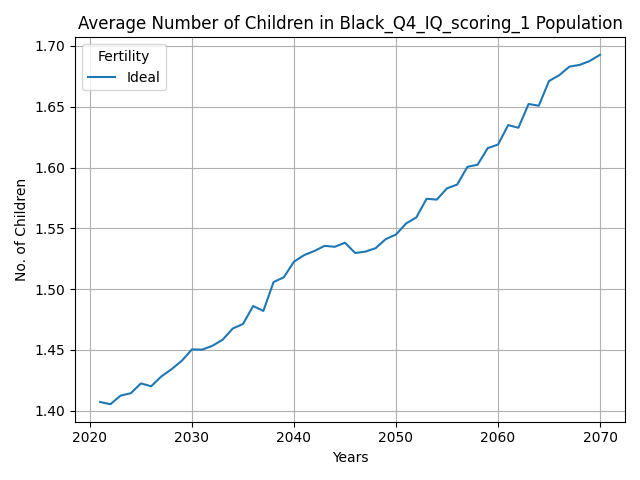 Average Number of Children in Black_Q4_IQ_scoring_1 Population
Fertility
Ideal
1.70
1.65
1.60
1.55
1.50
1.45
1.40
No. of Children
2020 2030 2040 2050 2060 2070
Years